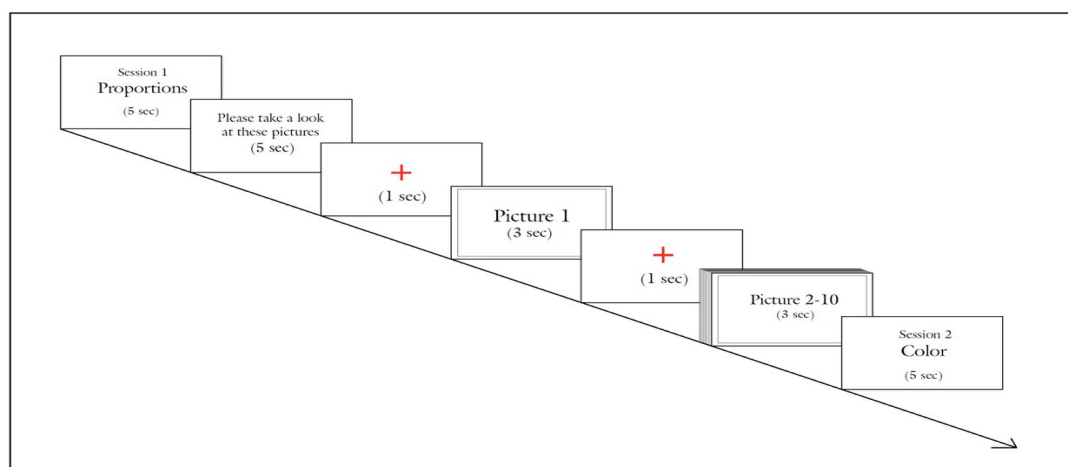 Session 1
Proportions
(5 sec)
Please take a look
at these pictures
(5 sec)
+
(1 sec)
Picture 1
(3 sec)
+
(1 sec)
Picture 2-10
(3 sec)
Session 2
Color
(5 sec)